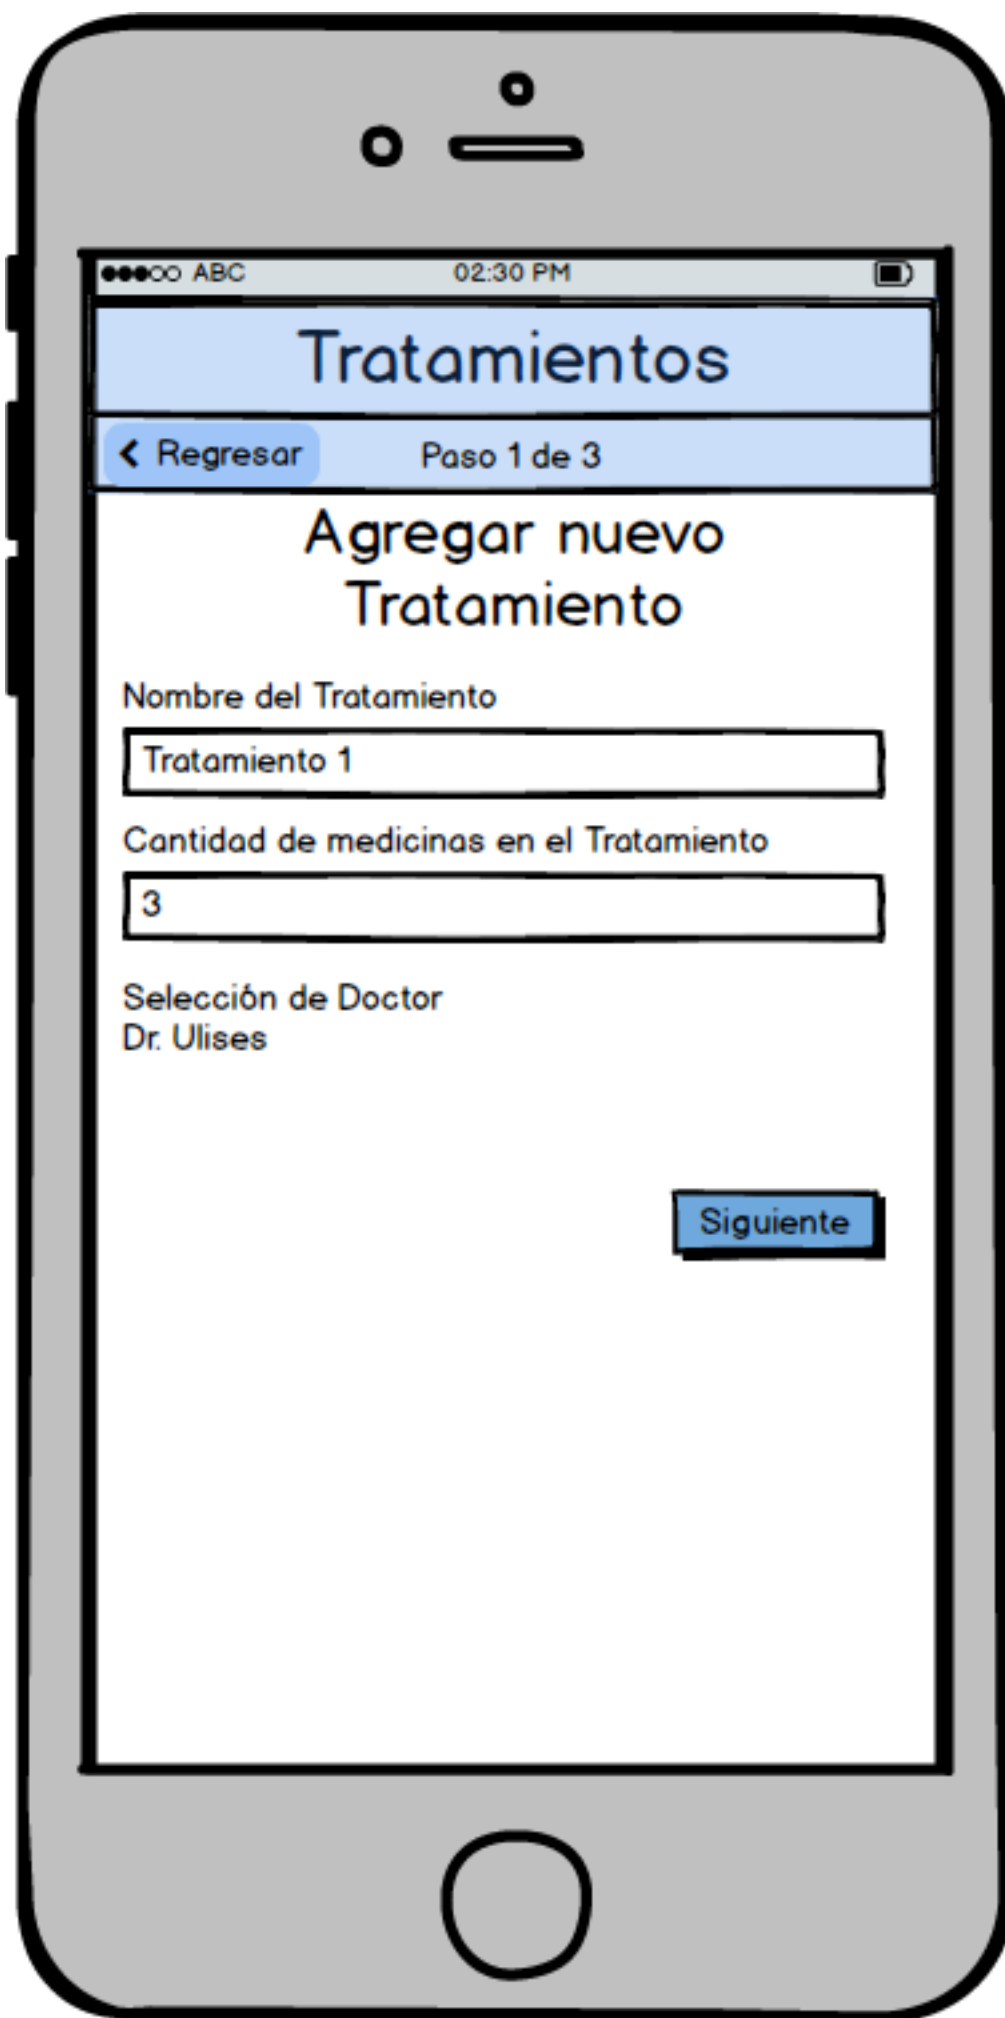 ABC 02:30 PM
Tratamientos
Regresar Paso 1 de 3
Agregar nuevo
Tratamiento
Nombre del Tratamiento
Tratamiento 1
Cantidad de medicinas en el Tratamiento
3
Selección de Doctor
Dr. Ulises
Siguiente